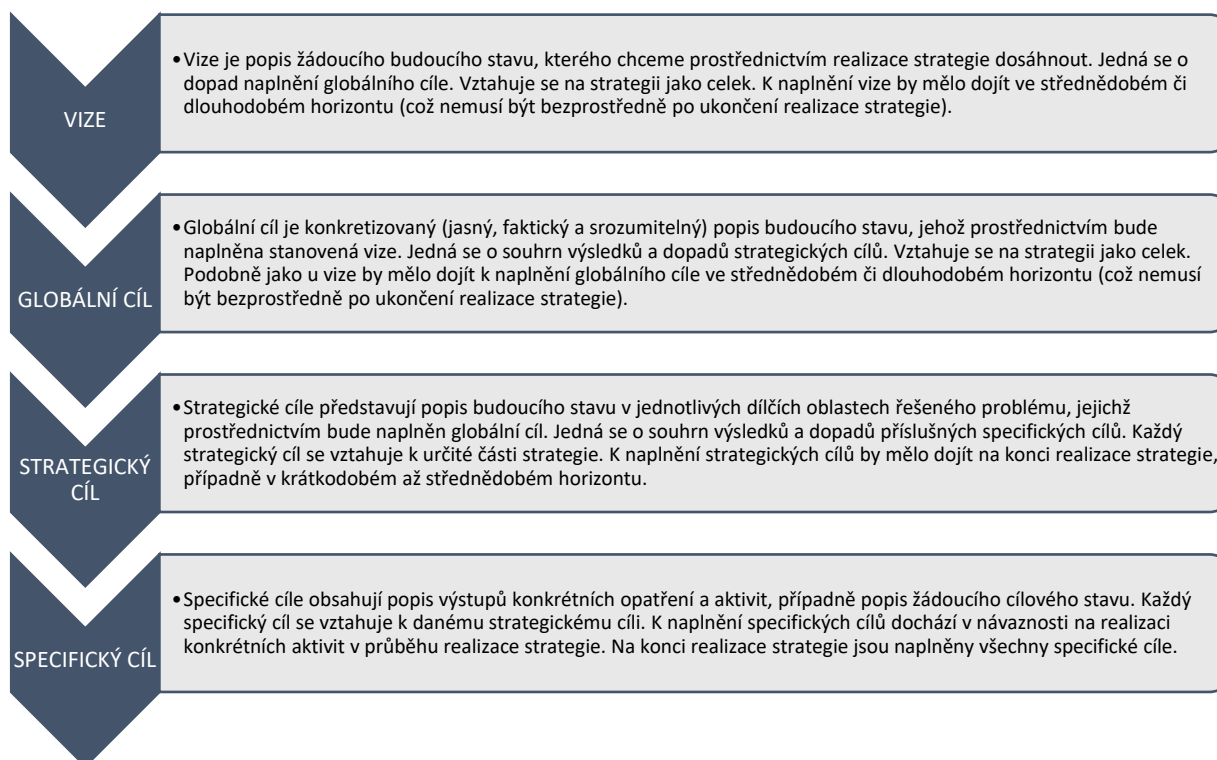 VIZE
•Vize je popis žádoucího budoucího stavu, kterého chceme prostřednictvím realizace strategie dosáhnout. Jedná se o
dopad naplnění globálního cíle. Vztahuje se na strategii jako celek. K naplnění vize by mělo dojít ve střednědobém či
dlouhodobém horizontu (což nemusí být bezprostředně po ukončení realizace strategie).
GLOBÁLNÍ CÍL
•Globální cíl je konkretizovaný (jasný, faktický a srozumitelný) popis budoucího stavu, jehož prostřednictvím bude
naplněna stanovená vize. Jedná se o souhrn výsledků a dopadů strategických cílů. Vztahuje se na strategii jako celek.
Podobně jako u vize by mělo dojít k naplnění globálního cíle ve střednědobém či dlouhodobém horizontu (což nemusí
být bezprostředně po ukončení realizace strategie).
STRATEGICKÝ
CÍL
•Strategické cíle představují popis budoucího stavu v jednotlivých dílčích oblastech řešeného problému, jejichž
prostřednictvím bude naplněn globální cíl. Jedná se o souhrn výsledků a dopadů příslušných specifických cílů. Každý
strategický cíl se vztahuje k určité části strategie. K naplnění strategických cílů by mělo dojít na konci realizace strategie,
případně v krátkodobém až střednědobém horizontu.
SPECIFICKÝ CÍL
•Specifické cíle obsahují popis výstupů konkrétních opatření a aktivit, případně popis žádoucího cílového stavu. Každý
specifický cíl se vztahuje k danému strategickému cíli. K naplnění specifických cílů dochází v návaznosti na realizaci
konkrétních aktivit v průběhu realizace strategie. Na konci realizace strategie jsou naplněny všechny specifické cíle.